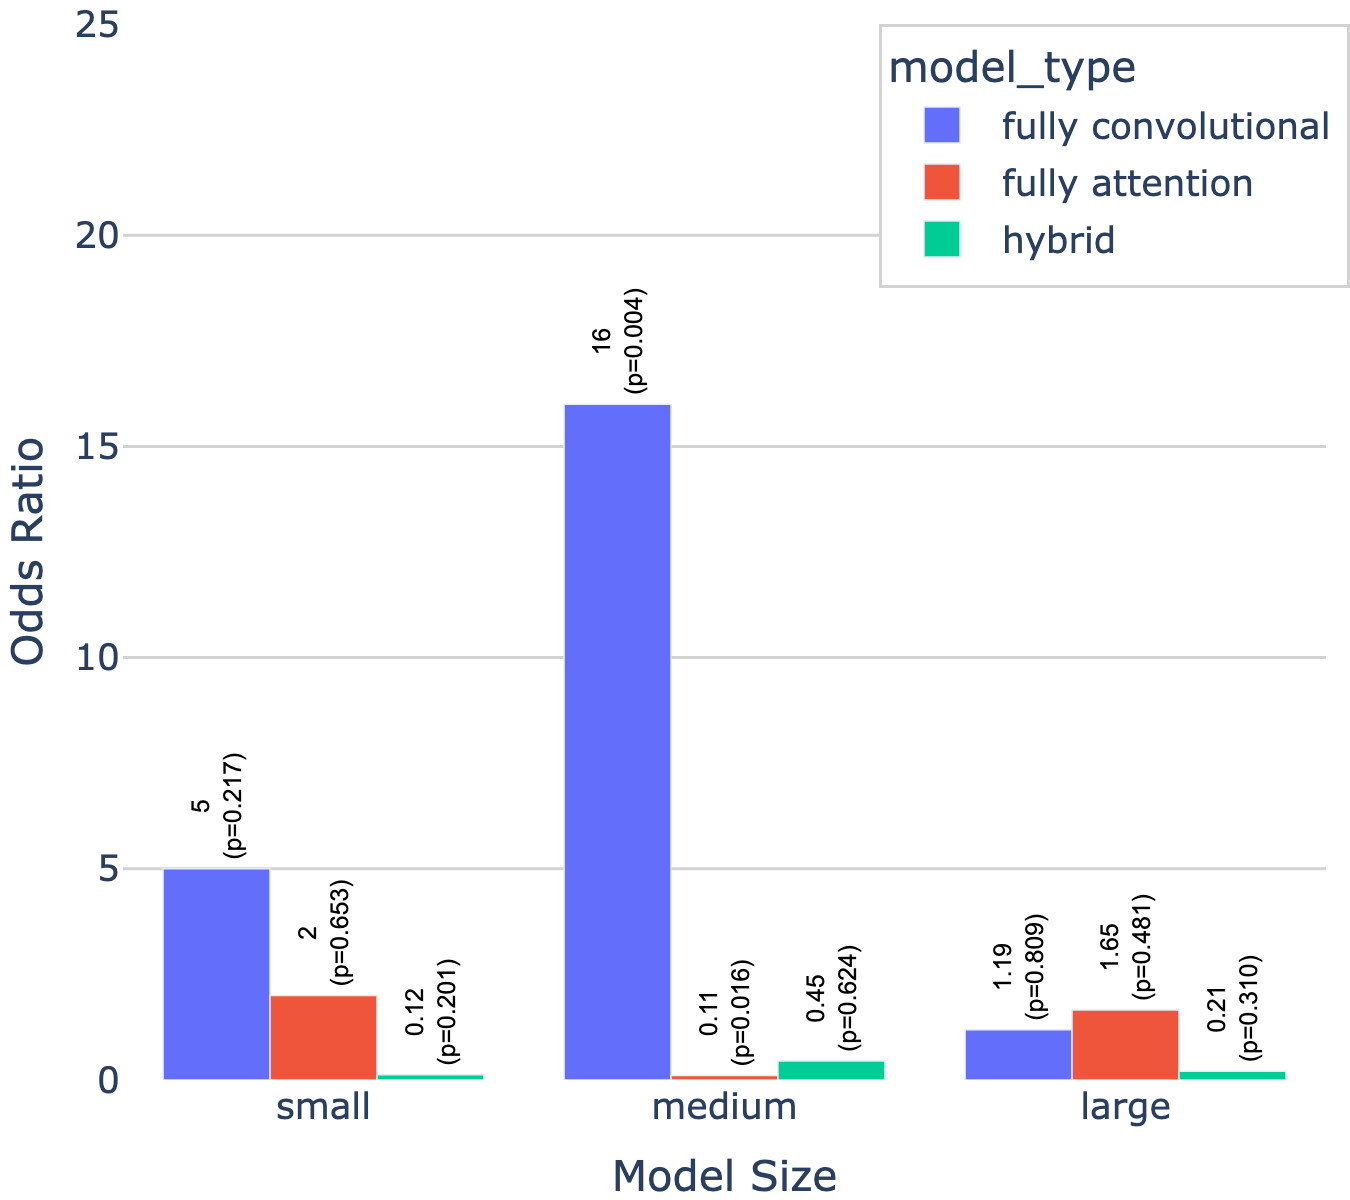 25
20
15
10
5
0
Odds Ratio
model_type
fully convolutional
fully attention
hybrid
5
(p=0.217)
2
(p=0.653)
0.12
(p=0.201)
16
(p=0.004)
0.11
(p=0.016)
0.45
(p=0.624)
1.19
(p=0.809)
1.65
(p=0.481)
0.21
(p=0.310)
small
medium
large
Model Size